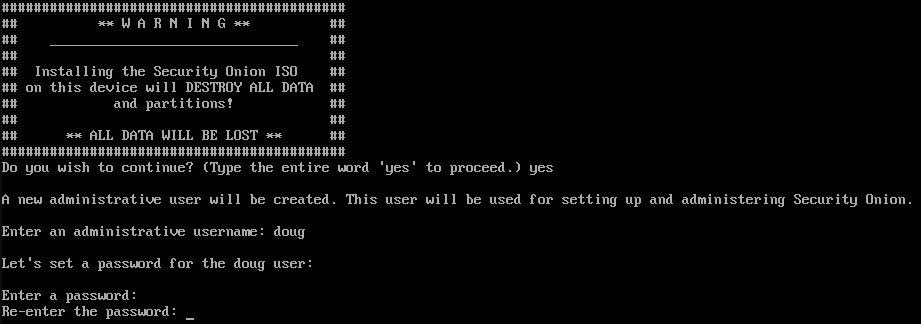 ###########################################
## ** W A R N I N G ** ##
## _______________________________ ##
## ##
## Installing the Security Onion ISO ##
## on this device will DESTROY ALL DATA ##
## and partitions! ##
## ##
## ** ALL DATA WILL BE LOST ** ##
###########################################
Do you wish to continue? (Type the entire word 'yes' to proceed.) yes
A new administrative user will be created. This user will be used for setting up and administering Security Onion.
Enter an administrative username: doug
Let's set a password for the doug user:
Enter a password:
Re-enter the password: _